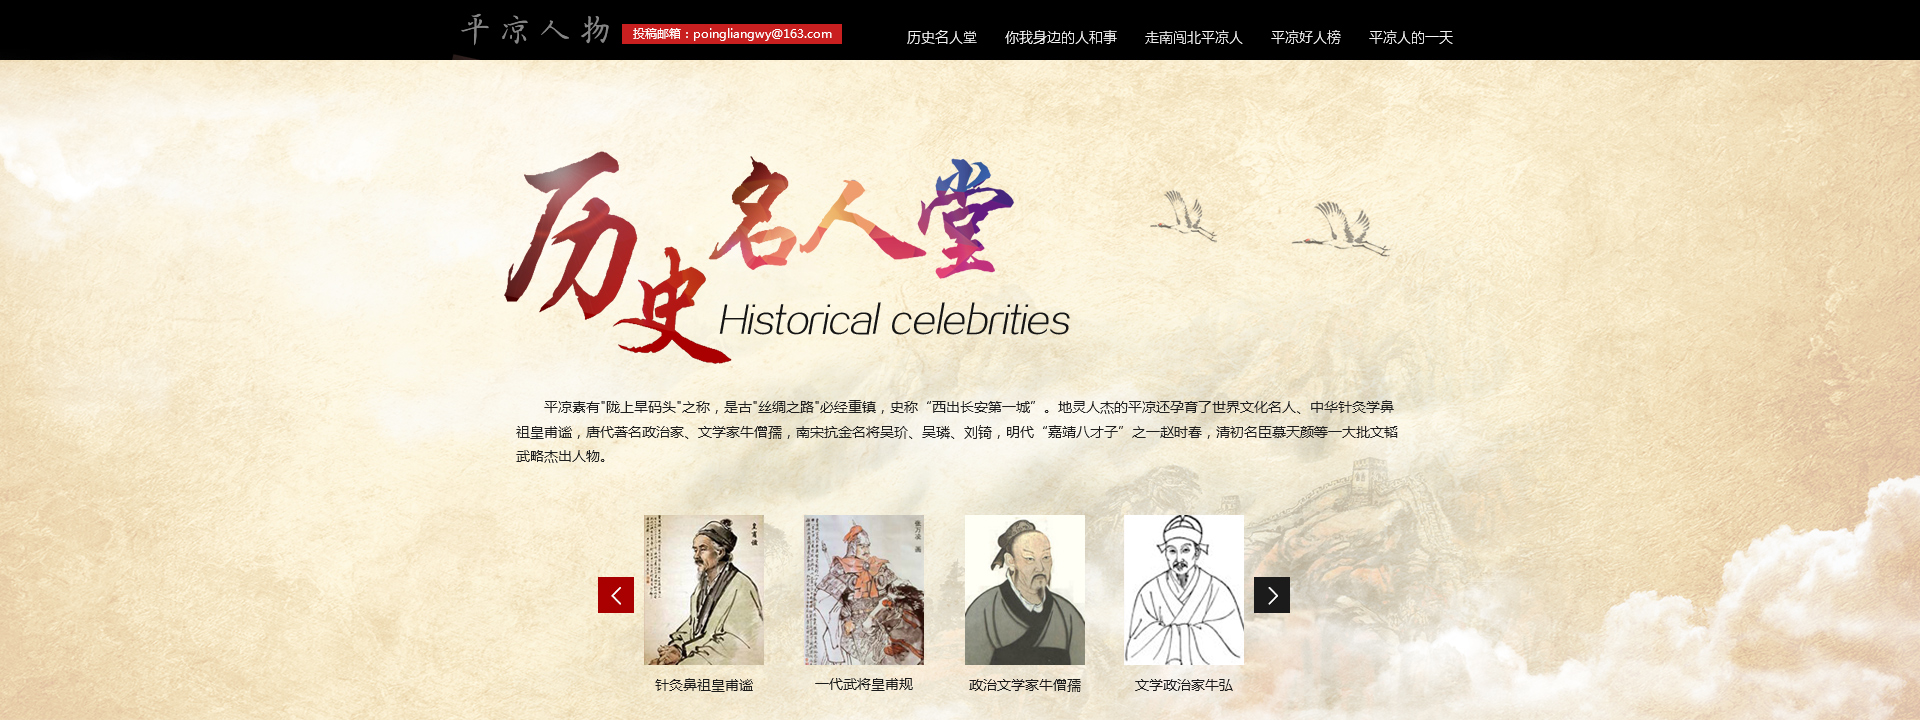 平凉人物
投稿邮箱：poingliangwy@163.com
历史名人堂 你我身边的人和事 走南闯北平凉人 平凉好人榜 平凉人的一天
历史名人堂
Historical celebrities
平凉素有"陇上旱码头"之称，是古"丝绸之路"必经重镇，史称“西出长安第一城”。地灵人杰的平凉还孕育了世界文化名人、中华针灸学鼻
祖皇甫谧，唐代著名政治家、文学家牛僧孺，南宋抗金名将吴玠、吴璘、刘锜，明代“嘉靖八才子”之一赵时春，清初名臣慕天颜等一大批文韬
武略杰出人物。
皇甫谧
张万凌 画
针灸鼻祖皇甫谧
一代武将皇甫规
政治文学家牛僧孺
文学政治家牛弘